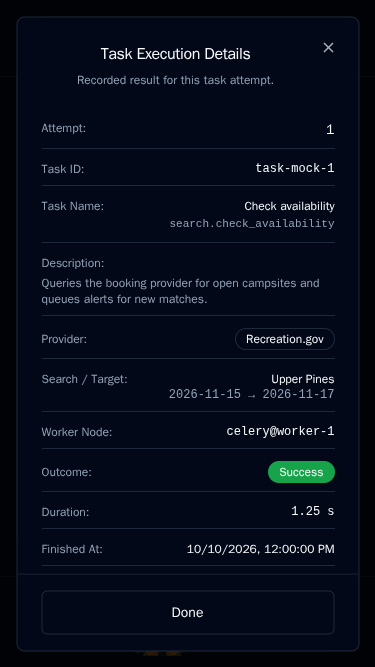 Task Execution Details
Recorded result for this task attempt.
Attempt: 1
Task ID: task-mock-1
Task Name: Check availability
search.check_availability
Description:
Queries the booking provider for open campsites and
queues alerts for new matches.
Provider: Recreation.gov
Search / Target: Upper Pines
2026-11-15 → 2026-11-17
Worker Node: celery@worker-1
Outcome: Success
Duration: 1.25 s
Finished At: 10/10/2026, 12:00:00 PM
Done